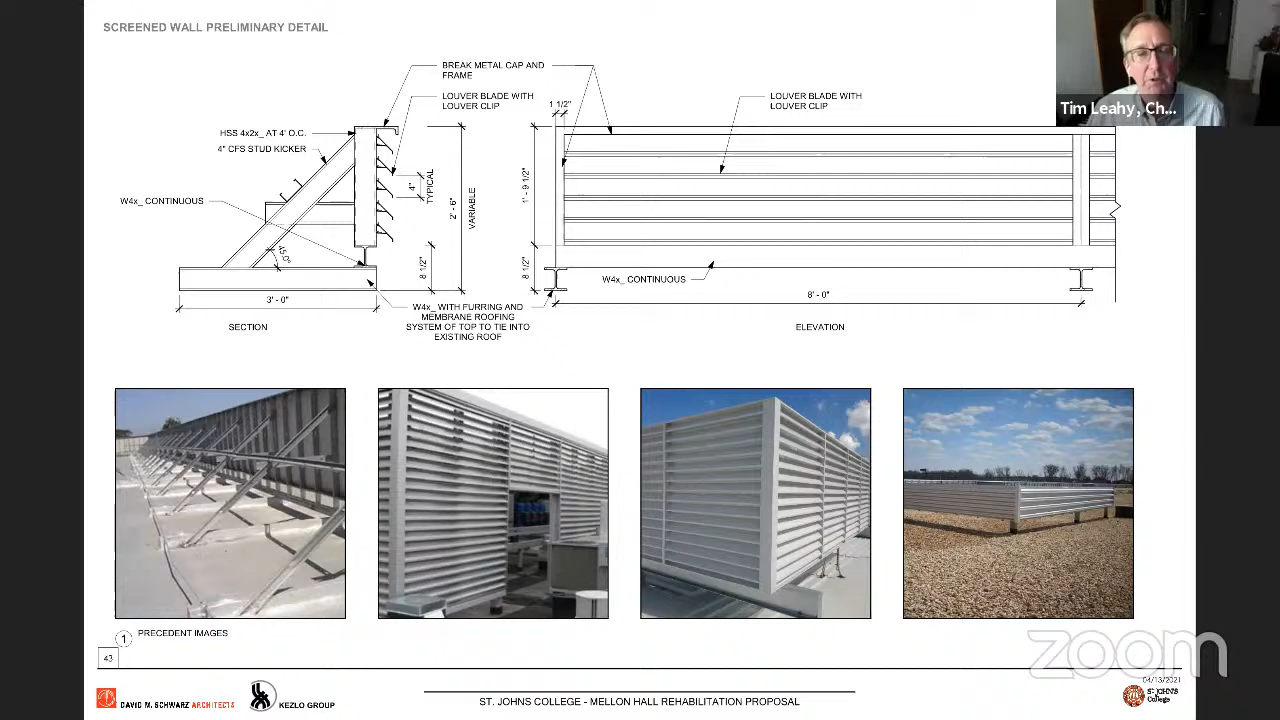 SCREENED WALL PRELIMINARY DETAIL
Tim Leahy, Ch...
BREAK METAL CAP AND
FRAME
LOUVER BLADE WITH
LOUVER CLIP
1 1/2"
LOUVER BLADE WITH
LOUVER CLIP
HSS 4x2x_ AT 4' O.C.
4" CFS STUD KICKER
W4x_ CONTINUOUS
4"
TYPICAL
2' - 6"
VARIABLE
1' - 9 1/2"
45.0°
8 1/2"
8 1/2"
W4x_ CONTINUOUS
3' - 0"
8' - 0"
W4x_ WITH FURRING AND
MEMBRANE ROOFING
SYSTEM OF TOP TO TIE INTO
EXISTING ROOF
SECTION
ELEVATION
1 PRECEDENT IMAGES
43
zoom
04/13/2021
DAVID M. SCHWARZ ARCHITECTS
KEZLO GROUP
ST. JOHNS COLLEGE - MELLON HALL REHABILITATION PROPOSAL
ST JOHN'S
College